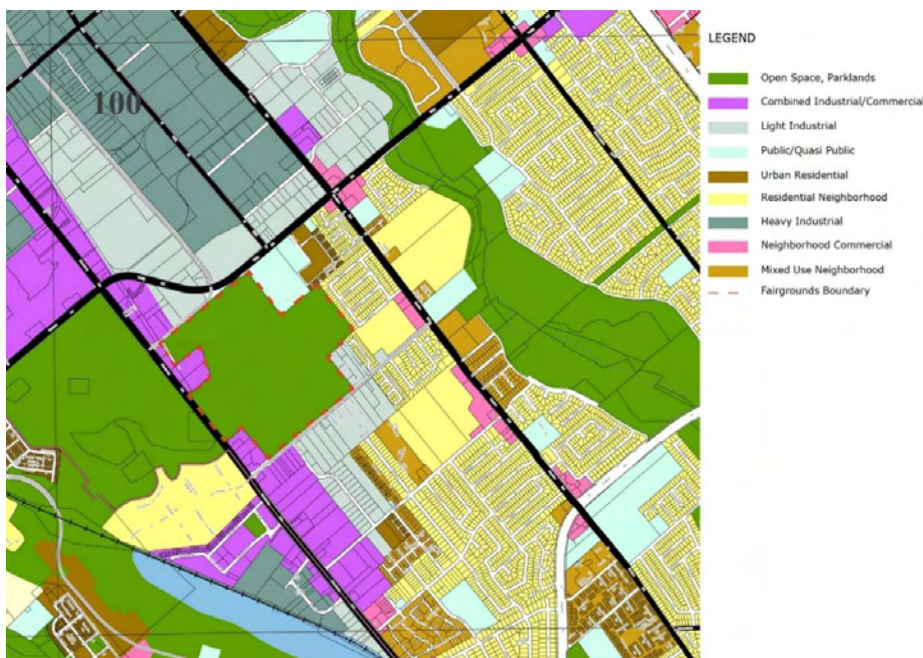 LEGEND
Open Space, Parklands
Combined Industrial/Commercial
Light Industrial
Public/Quasi Public
Urban Residential
Residential Neighborhood
Heavy Industrial
Neighborhood Commercial
Mixed Use Neighborhood
Fairgrounds Boundary
100